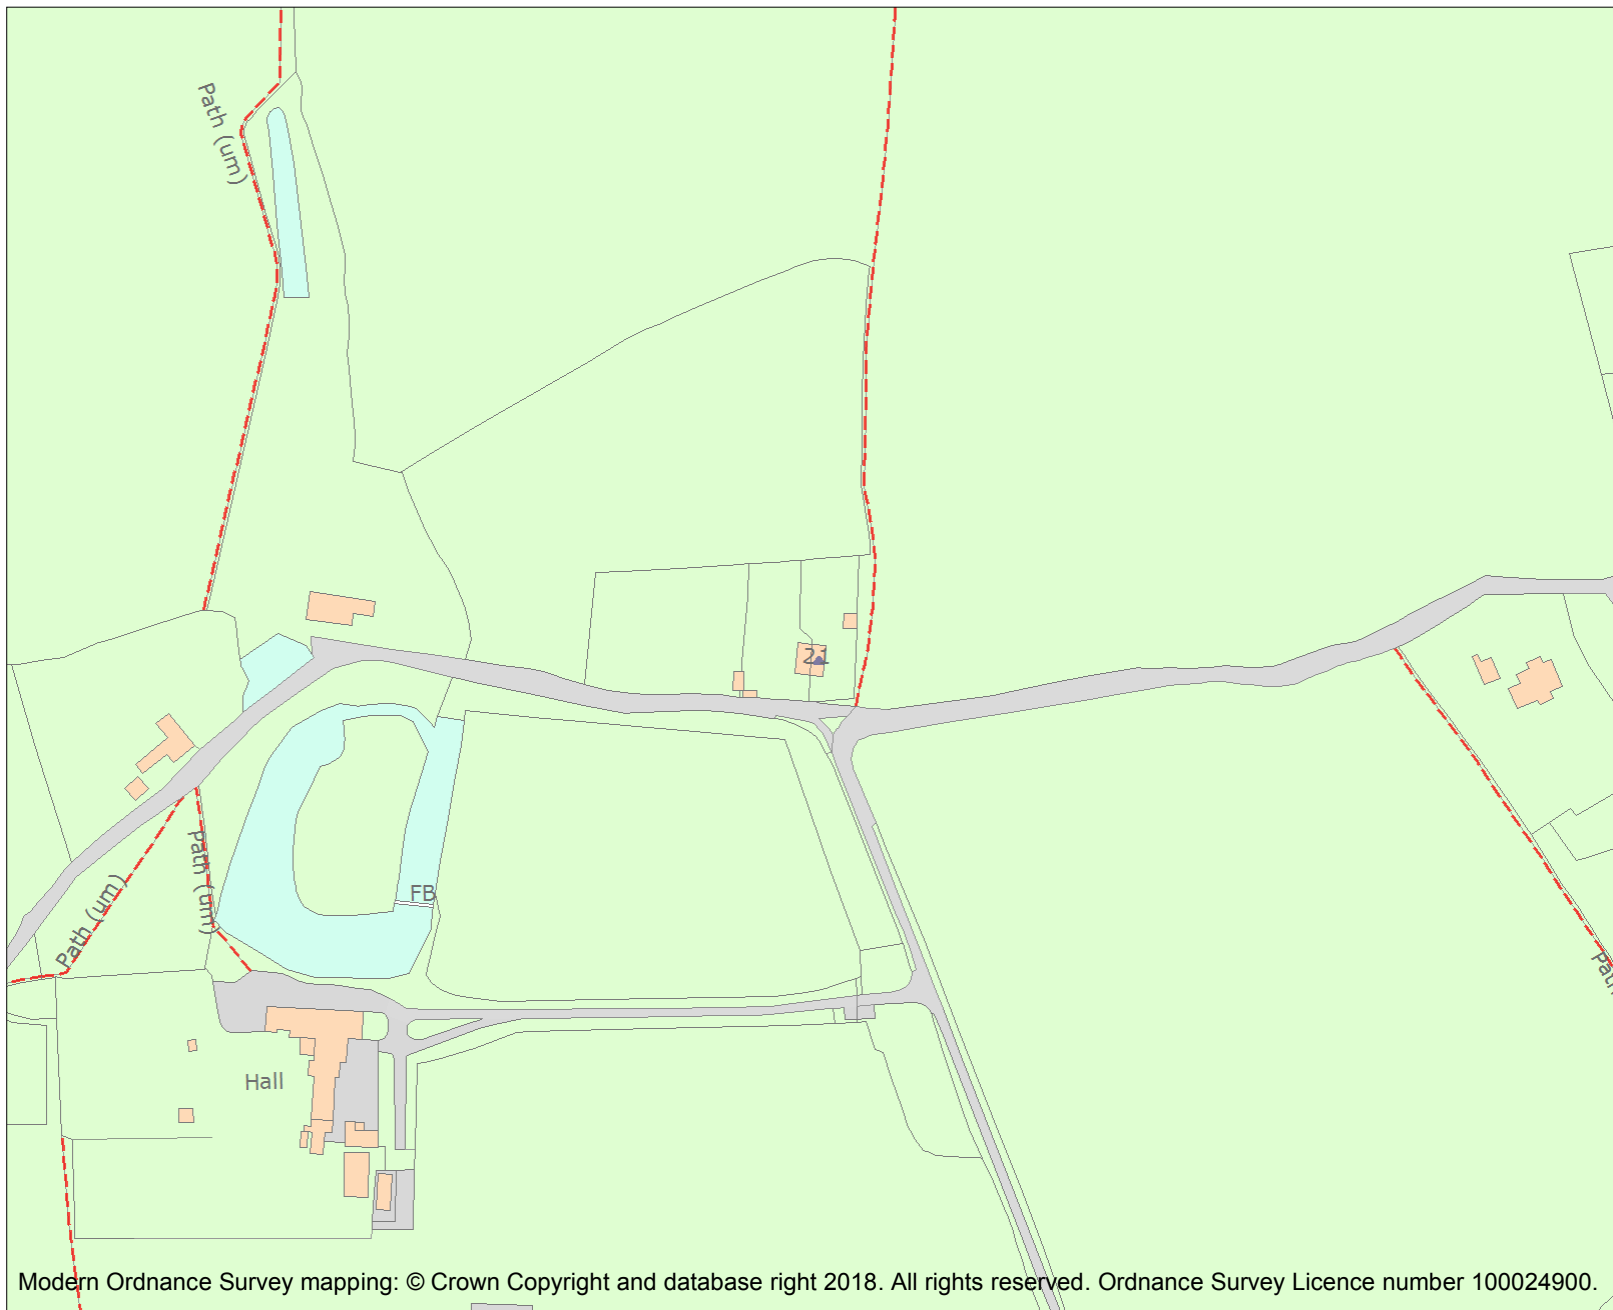 Path (um)
21
Path (um)
Path (um)
FB
Path
Hall
Modern Ordnance Survey mapping: © Crown Copyright and database right 2018. All rights reserved. Ordnance Survey Licence number 100024900.